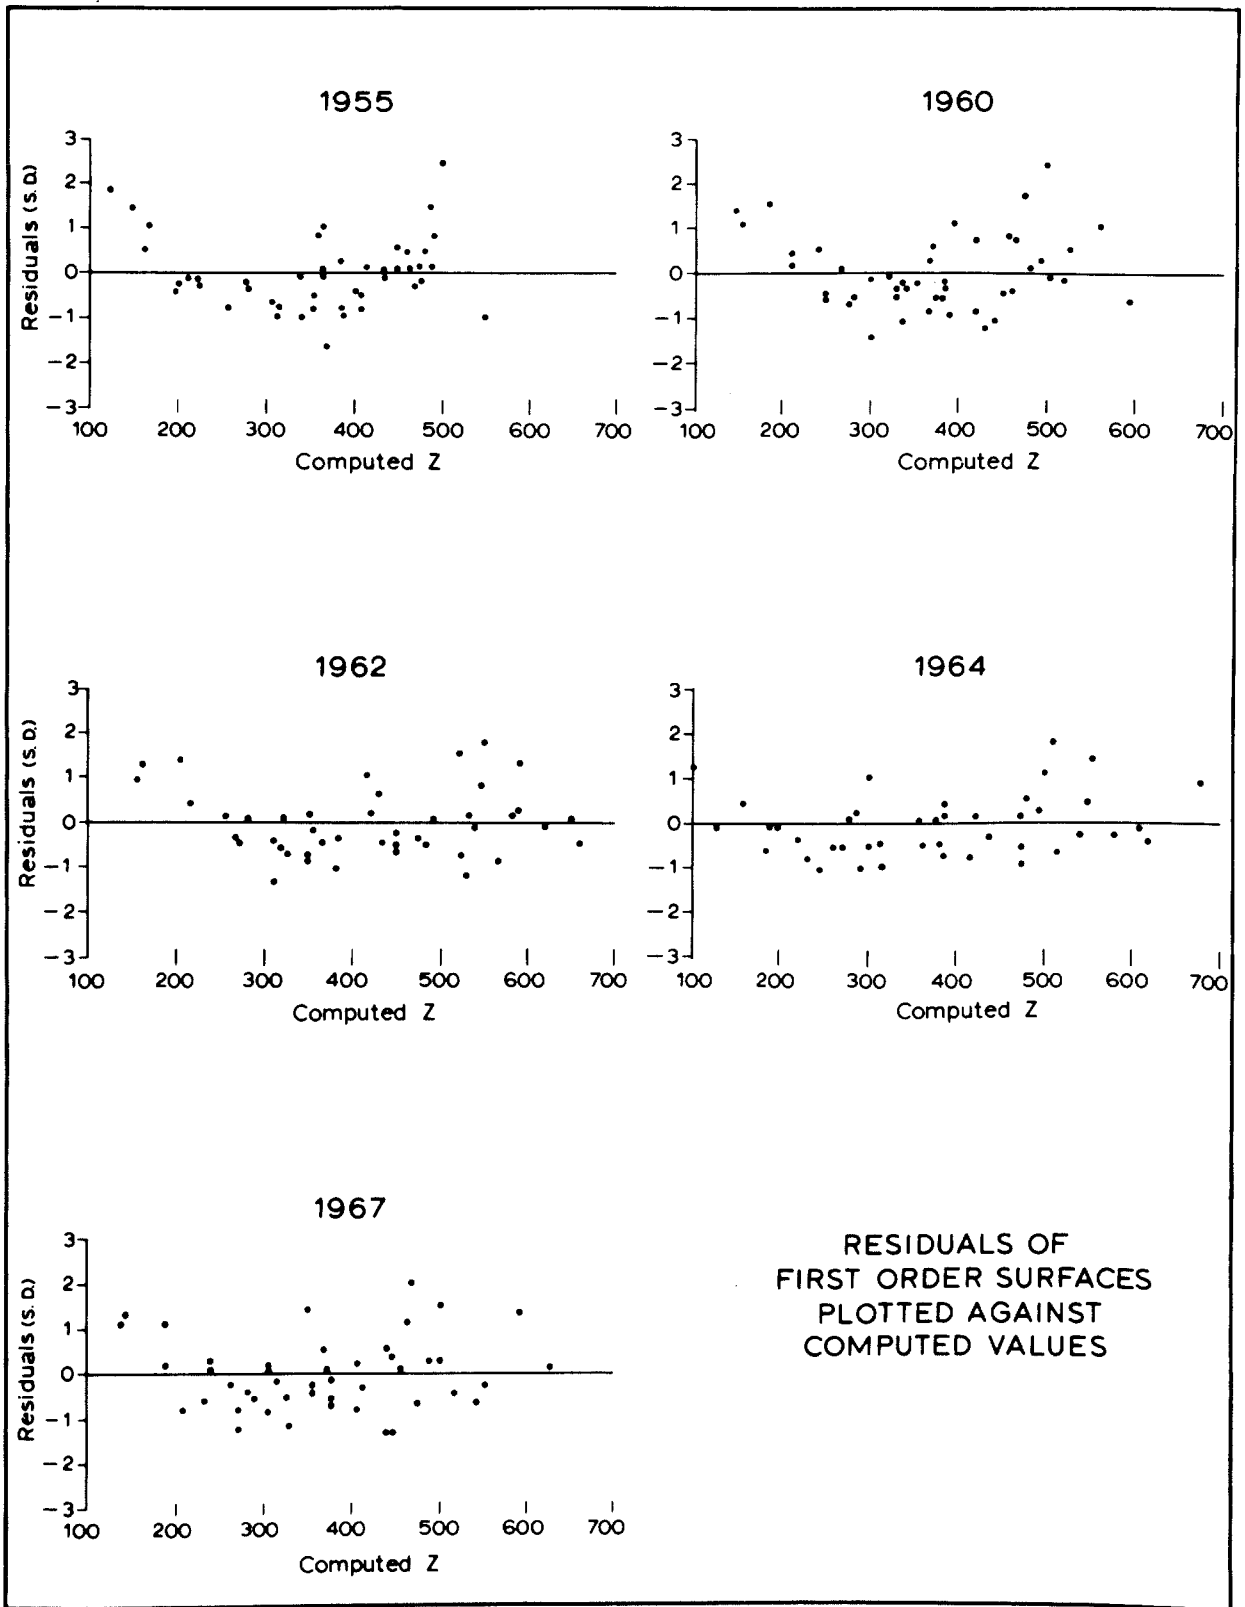 1955
3
2
1
0
−1
−2
−3
Residuals (S.D.)
100 200 300 400 500 600 700
Computed Z
1960
3
2
1
0
−1
−2
−3
100 200 300 400 500 600 700
Computed Z
1962
3
2
1
0
−1
−2
−3
Residuals (S.D.)
100 200 300 400 500 600 700
Computed Z
1964
3
2
1
0
−1
−2
−3
100 200 300 400 500 600 700
Computed Z
1967
3
2
1
0
−1
−2
−3
Residuals (S.D.)
100 200 300 400 500 600 700
Computed Z
RESIDUALS OF
FIRST ORDER SURFACES
PLOTTED AGAINST
COMPUTED VALUES